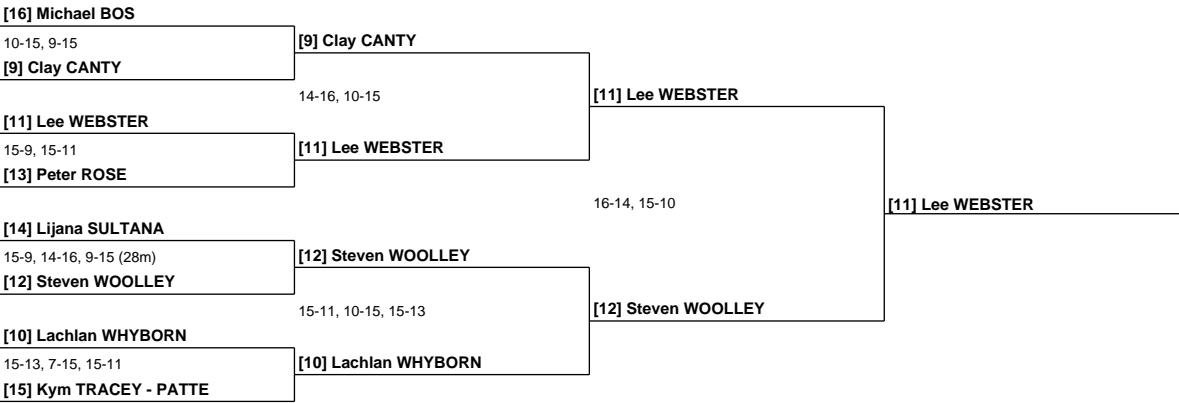 [16] Michael BOS
10-15, 9-15
[9] Clay CANTY
[9] Clay CANTY
14-16, 10-15
[11] Lee WEBSTER
[11] Lee WEBSTER
15-9, 15-11
[11] Lee WEBSTER
[13] Peter ROSE
16-14, 15-10
[11] Lee WEBSTER
[14] Lijana SULTANA
15-9, 14-16, 9-15 (28m)
[12] Steven WOOLLEY
[12] Steven WOOLLEY
15-11, 10-15, 15-13
[12] Steven WOOLLEY
[10] Lachlan WHYBORN
15-13, 7-15, 15-11
[10] Lachlan WHYBORN
[15] Kym TRACEY - PATTE